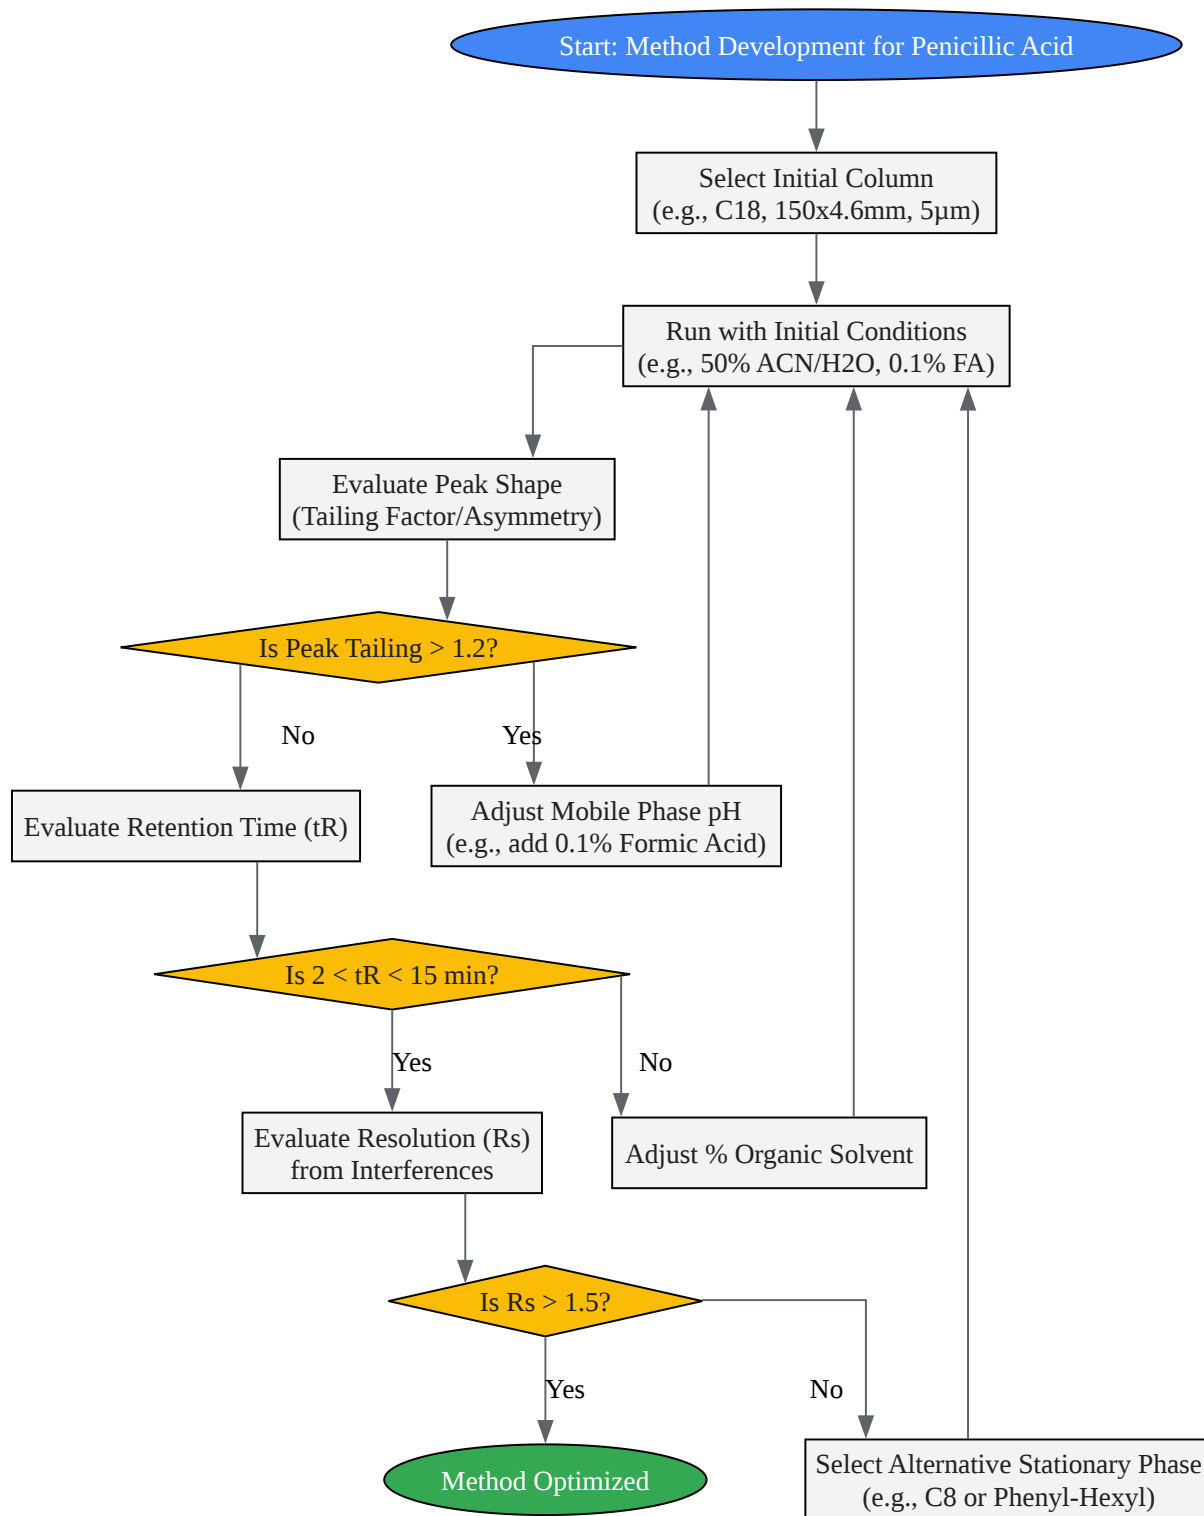 Start: Method Development for Penicillic Acid
Select Initial Column
(e.g., C18, 150x4.6mm, 5µm)
Run with Initial Conditions
(e.g., 50% ACN/H2O, 0.1% FA)
Evaluate Peak Shape
(Tailing Factor/Asymmetry)
Is Peak Tailing > 1.2?
No
Yes
Evaluate Retention Time (tR)
Adjust Mobile Phase pH
(e.g., add 0.1% Formic Acid)
Is 2 < tR < 15 min?
Yes
No
Evaluate Resolution (Rs)
from Interferences
Adjust % Organic Solvent
Is Rs > 1.5?
Yes
No
Method Optimized
Select Alternative Stationary Phase
(e.g., C8 or Phenyl-Hexyl)